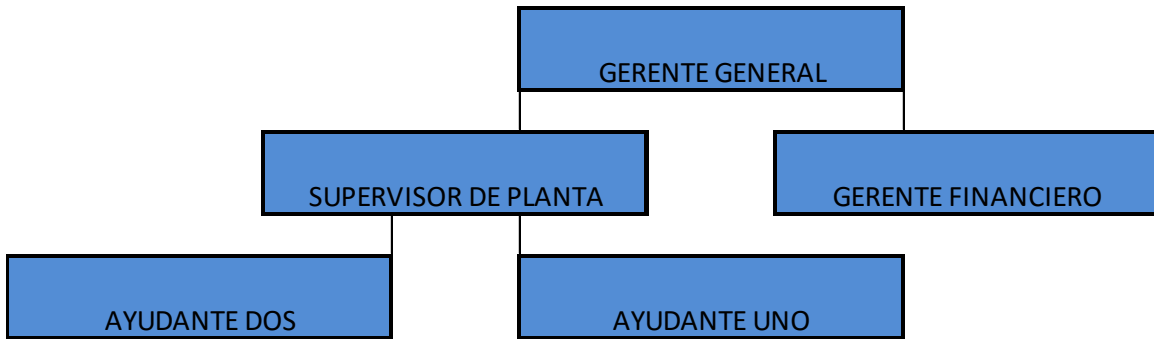 GERENTE GENERAL
SUPERVISOR DE PLANTA
GERENTE FINANCIERO
AYUDANTE DOS
AYUDANTE UNO